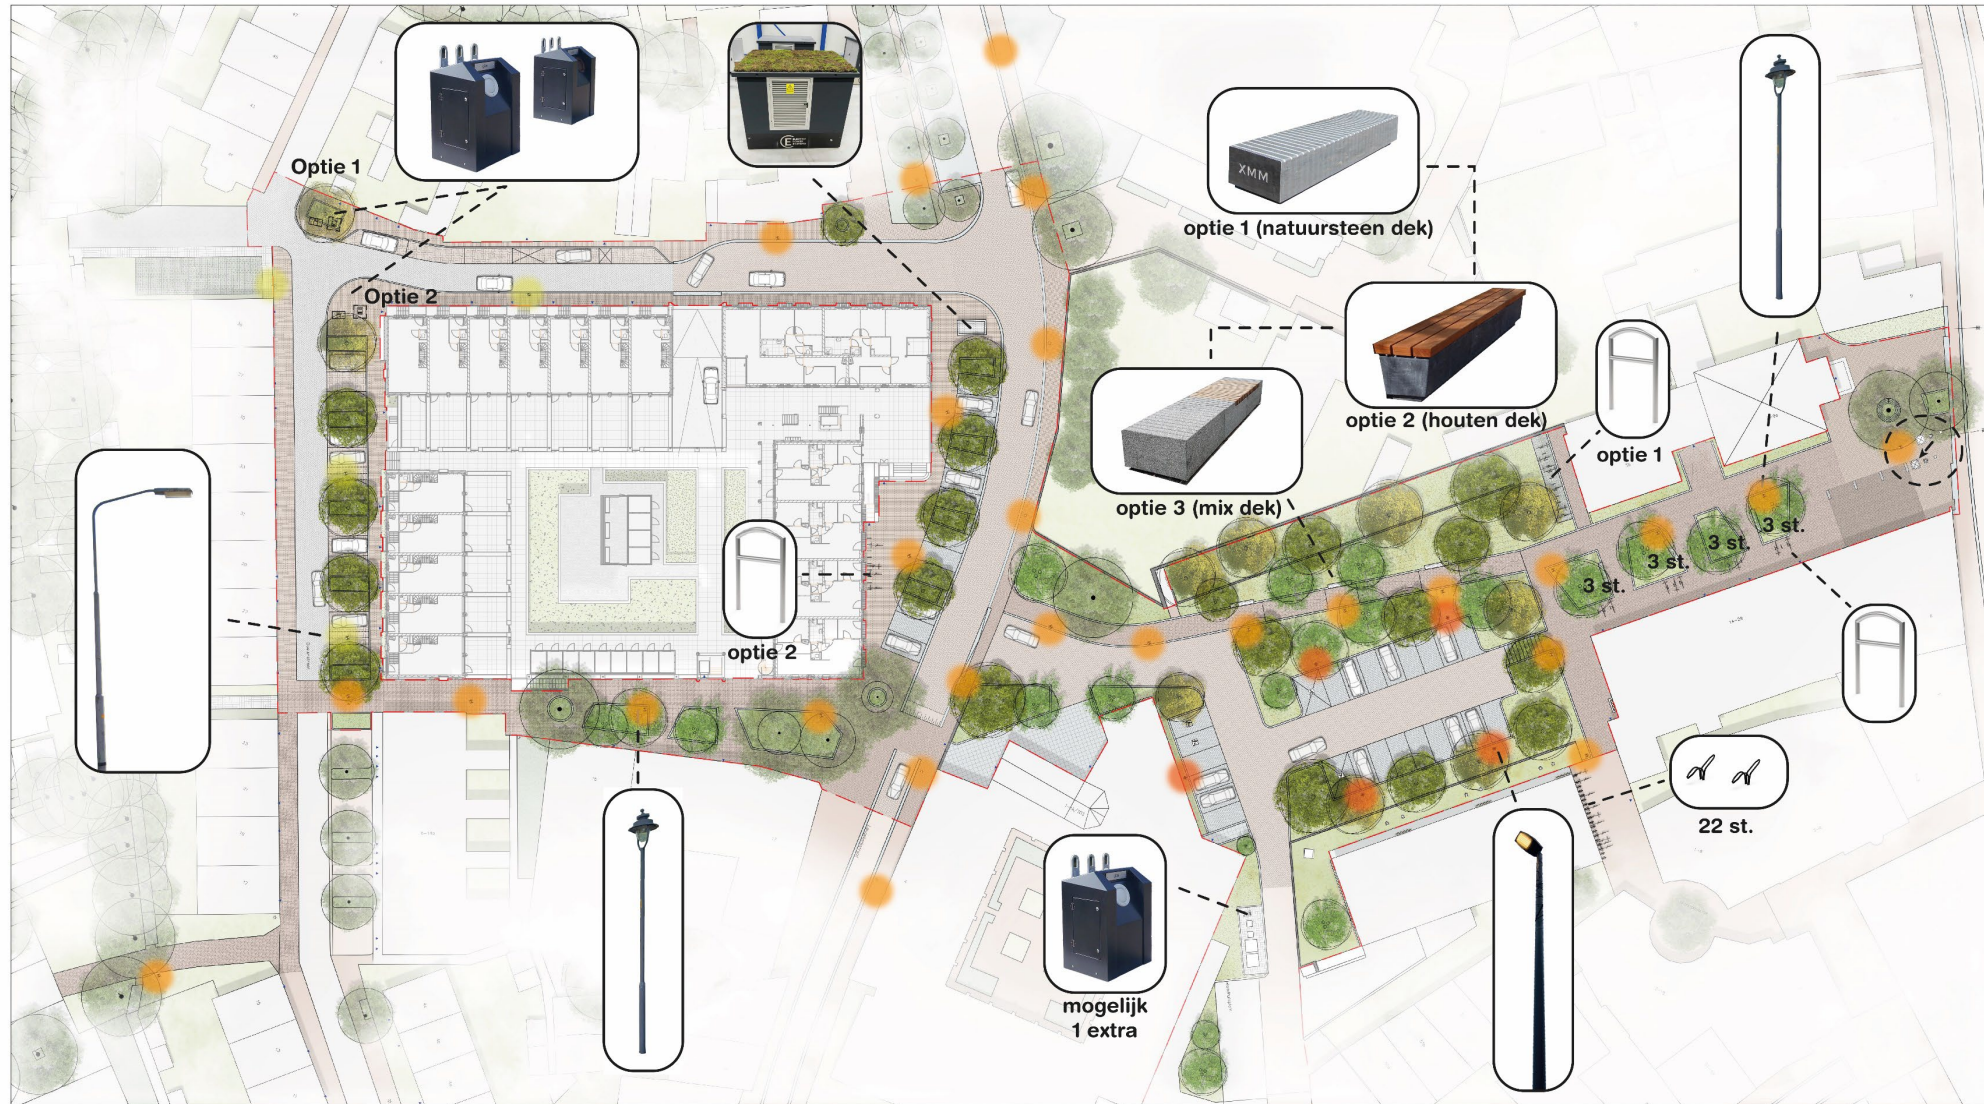 Optie 1
Optie 2
XMM
optie 1 (natuursteen dek)
optie 2 (houten dek)
optie 3 (mix dek)
optie 1
optie 2
3 st.
3 st.
3 st.
3 st.
22 st.
mogelijk
1 extra